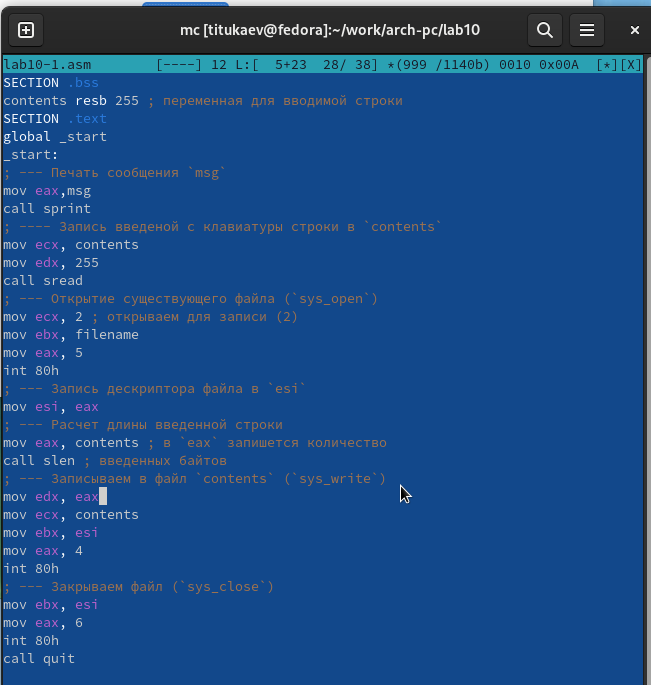 mc [titukaev@fedora]:~/work/arch-pc/lab10
lab10-1.asm [----] 12 L:[ 5+23 28/ 38] *(999 /1140b) 0010 0x00A [*][X]
SECTION .bss
contents resb 255 ; переменная для вводимой строки
SECTION .text
global _start
_start:
; --- Печать сообщения `msg`
mov eax,msg
call sprint
; ---- Запись введеной с клавиатуры строки в `contents`
mov ecx, contents
mov edx, 255
call sread
; --- Открытие существующего файла (`sys_open`)
mov ecx, 2 ; открываем для записи (2)
mov ebx, filename
mov eax, 5
int 80h
; --- Запись дескриптора файла в `esi`
mov esi, eax
; --- Расчет длины введенной строки
mov eax, contents ; в `eax` запишется количество
call slen ; введенных байтов
; --- Записываем в файл `contents` (`sys_write`)
mov edx, eax
mov ecx, contents
mov ebx, esi
mov eax, 4
int 80h
; --- Закрываем файл (`sys_close`)
mov ebx, esi
mov eax, 6
int 80h
call quit